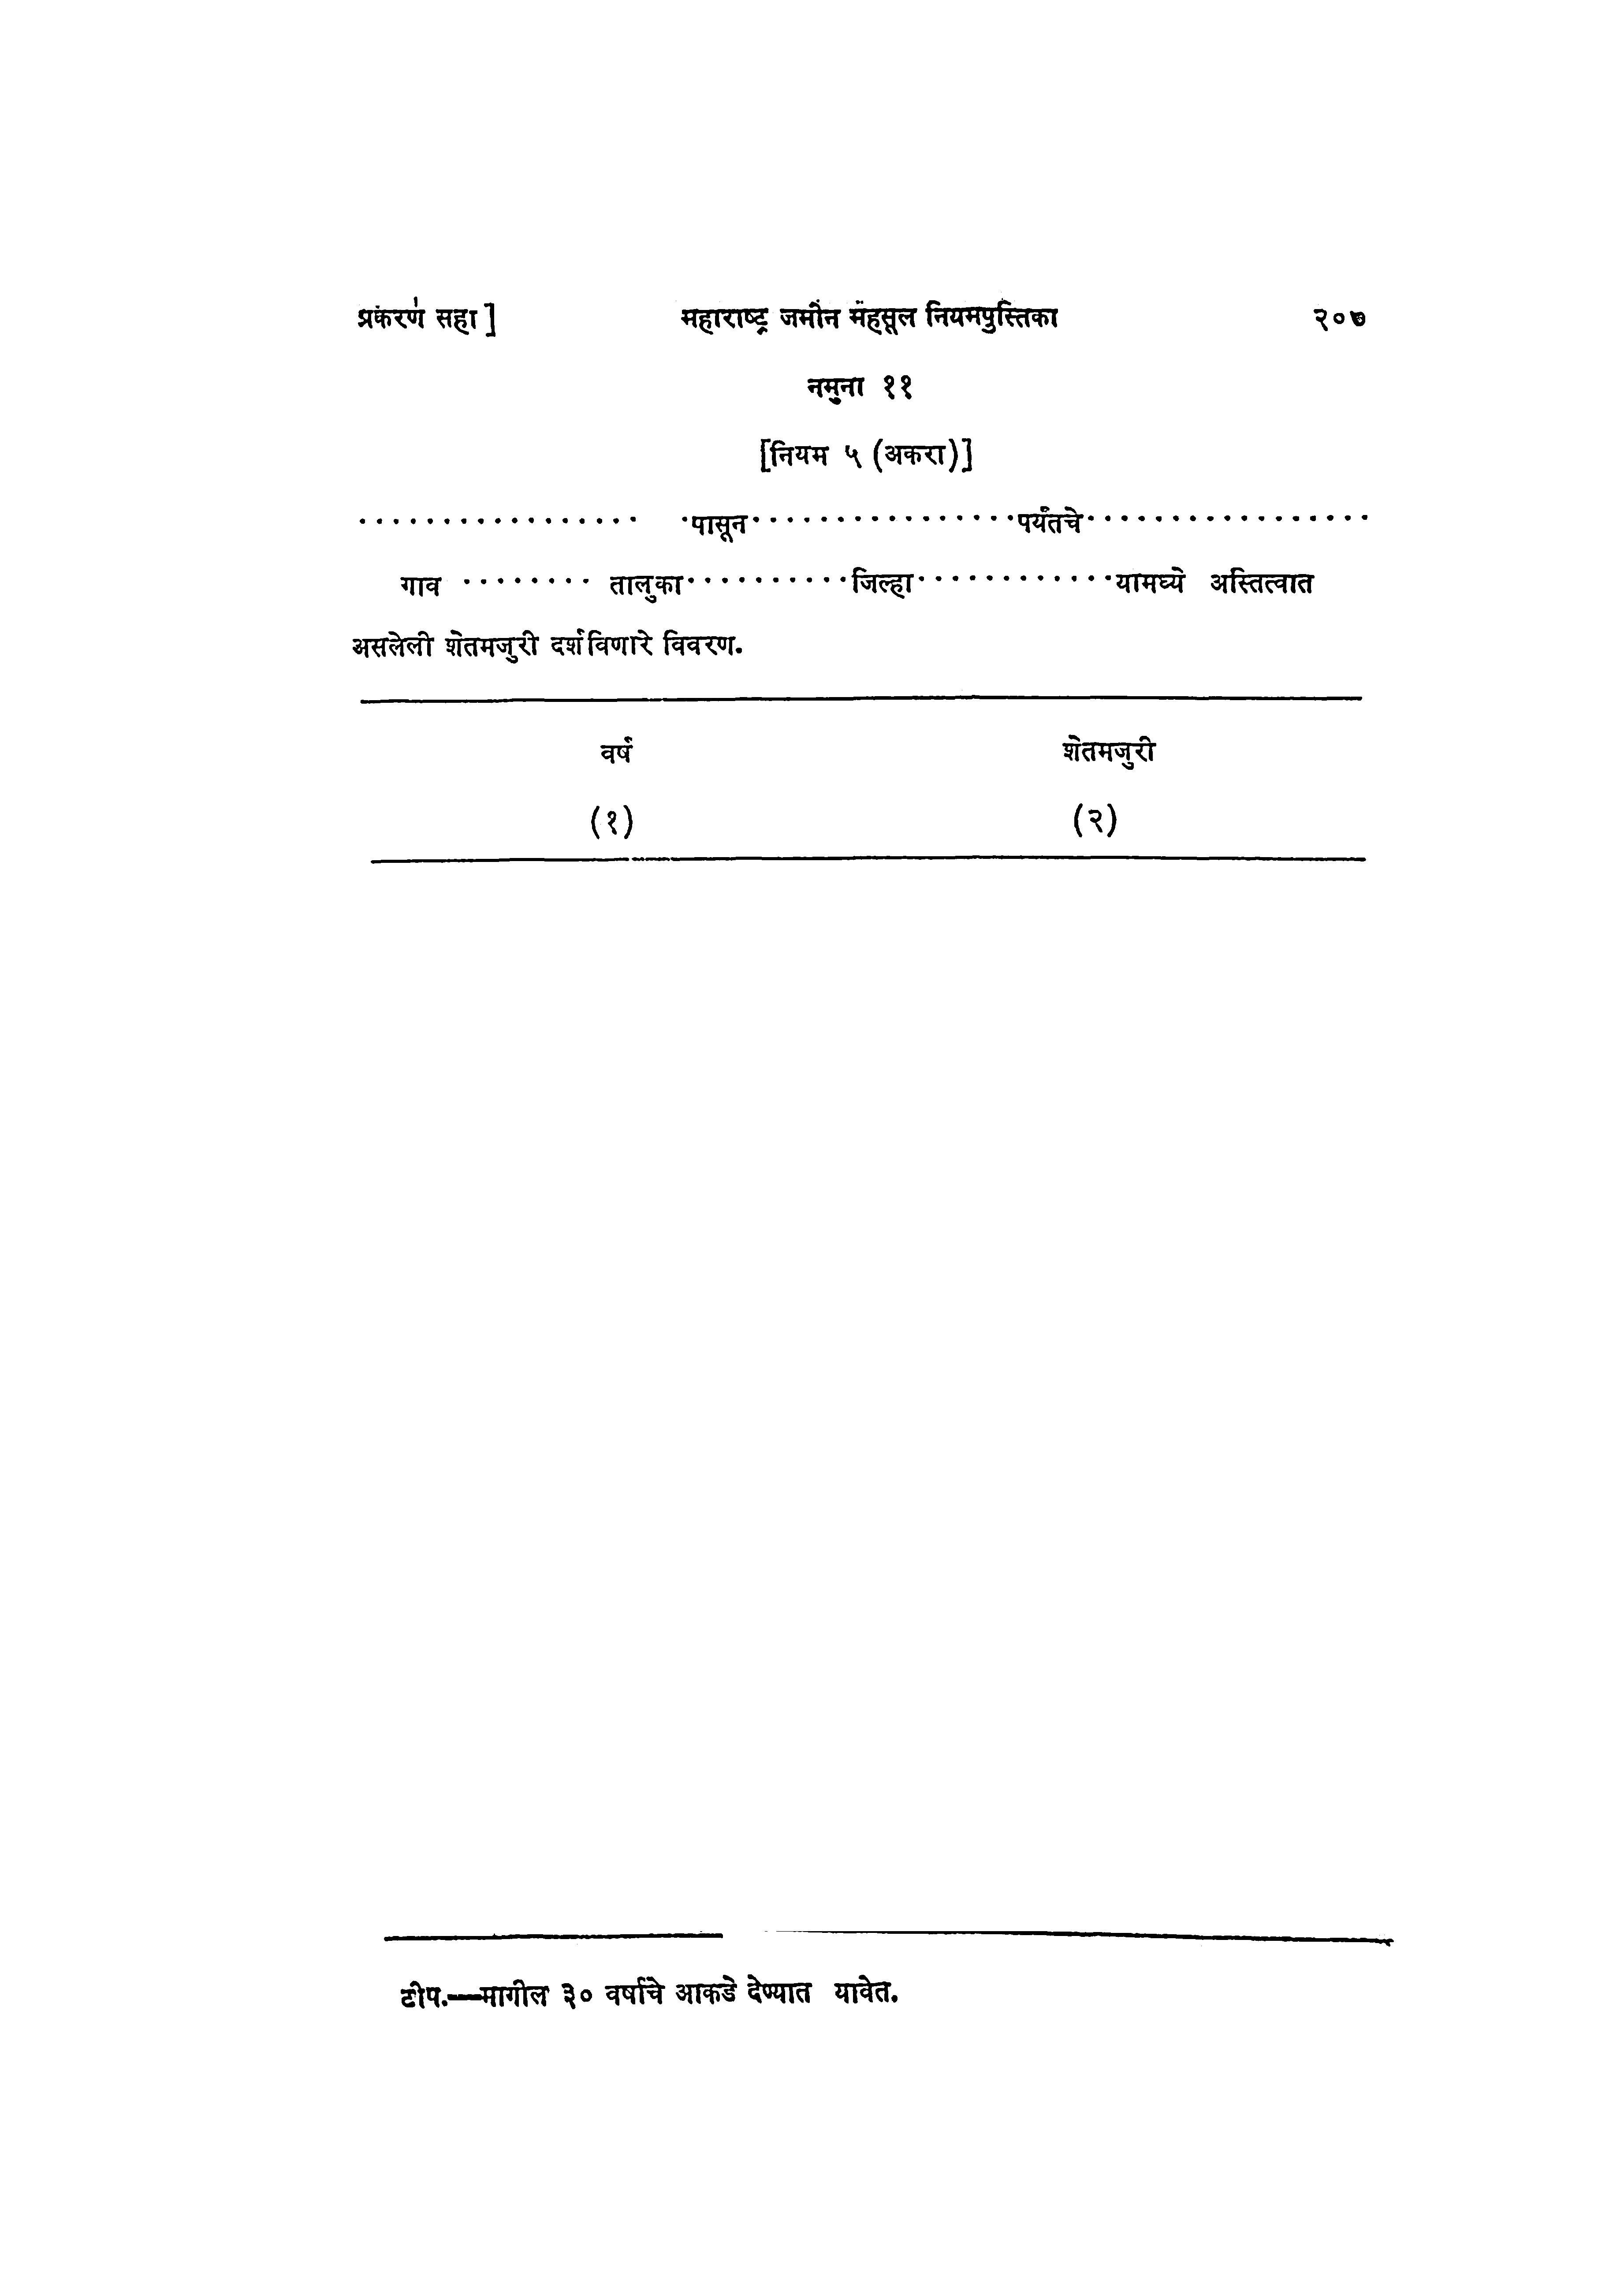 प्रकरण सहा] महाराष्ट्र जमीन महसूल नियमपुस्तिका २०७
नमुना ११
[नियम ५ (अकरा)]
················· ·पासून················पर्यंतचे·················
गाव ········ तालुका··········जिल्हा············यामध्ये अस्तित्वात
असलेली शेतमजुरी दर्शविणारे विवरण.
वर्ष शेतमजुरी
(१) (२)
टीप.—मागील ३० वर्षाचे आकडे देण्यात यावेत.